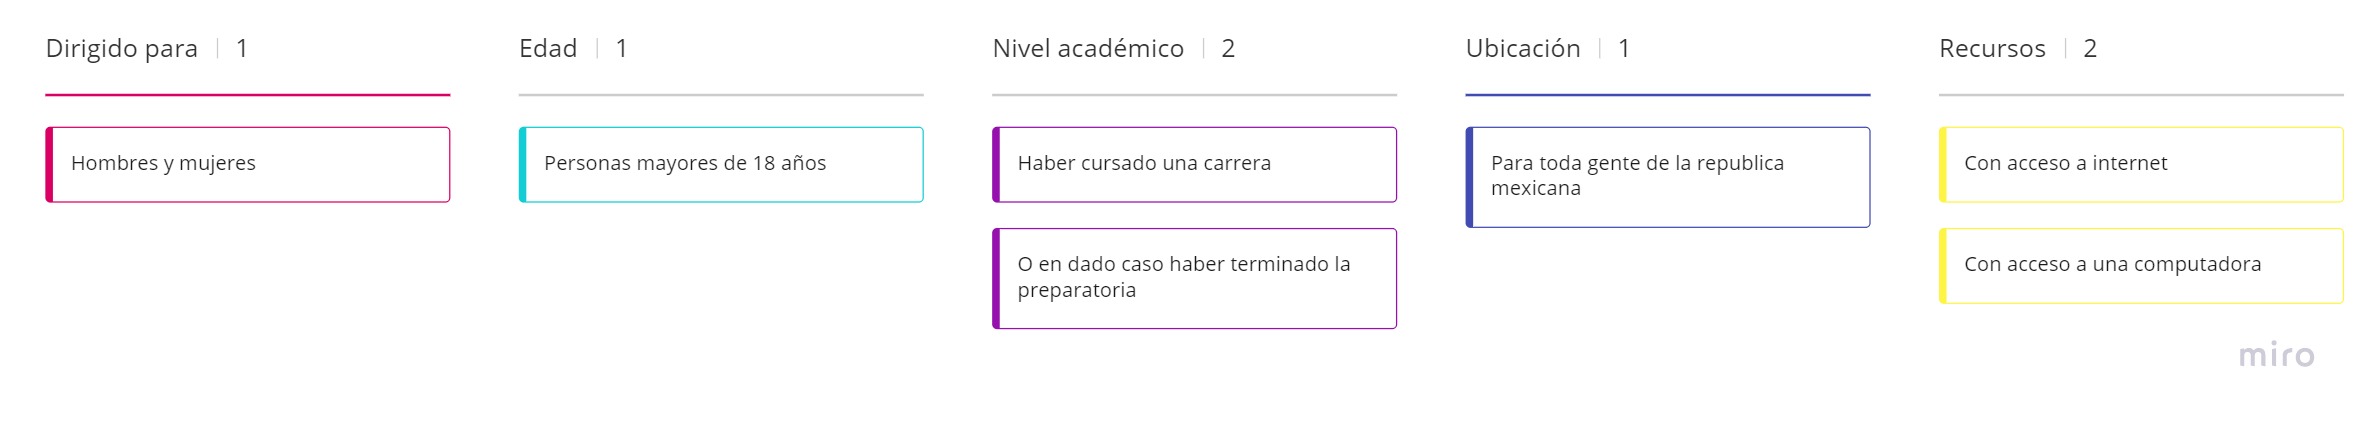 Dirigido para | 1
Hombres y mujeres
Edad | 1
Personas mayores de 18 años
Nivel académico | 2
Haber cursado una carrera
O en dado caso haber terminado la
preparatoria
Ubicación | 1
Para toda gente de la republica
mexicana
Recursos | 2
Con acceso a internet
Con acceso a una computadora
miro